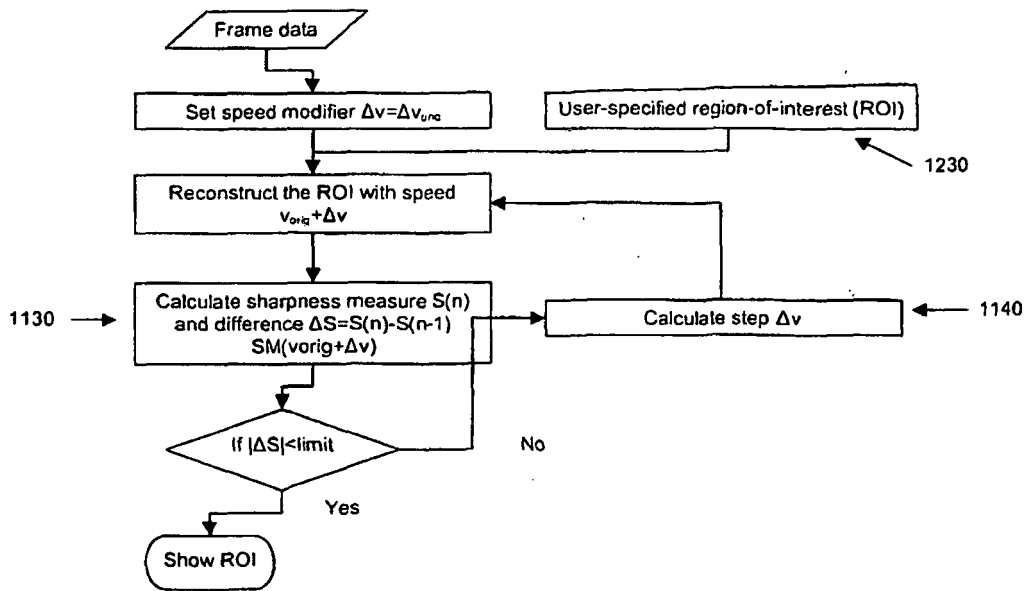 Frame data
Set speed modifier Δv=Δv
User-specified region-of-interest (ROI)
1230
Reconstruct the ROI with speed
vorig+Δv
1130
Calculate sharpness measure S(n)
and difference ΔS=S(n)-S(n-1)
SM(vorig+Δv)
Calculate step Δv
1140
If |ΔS|<limit
No
Yes
Show ROI